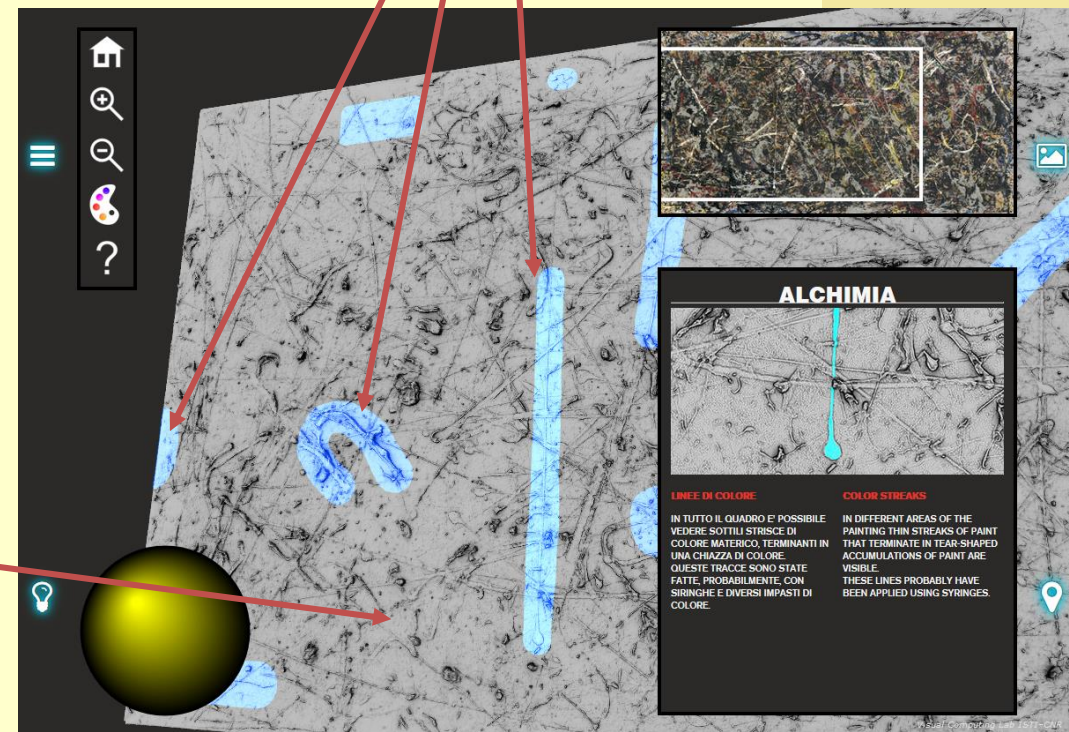 ALCHIMIA
LINEE DI COLORE
IN TUTTO IL QUADRO E' POSSIBILE
VEDERE SOTTILI STRISCE DI
COLORE MATERICO, TERMINANTI IN
UNA CHIAZZA DI COLORE.
QUESTE TRACCE SONO STATE
FATTE, PROBABILMENTE, CON
SIRINGHE E DIVERSI IMPASTI DI
COLORE.
COLOR STREAKS
IN DIFFERENT AREAS OF THE
PAINTING THIN STREAKS OF PAINT
THAT TERMINATE IN TEAR-SHAPED
ACCUMULATIONS OF PAINT ARE
VISIBLE.
THESE LINES PROBABLY HAVE
BEEN APPLIED USING SYRINGES.
?
Visual Computing Lab ISTI-CNR